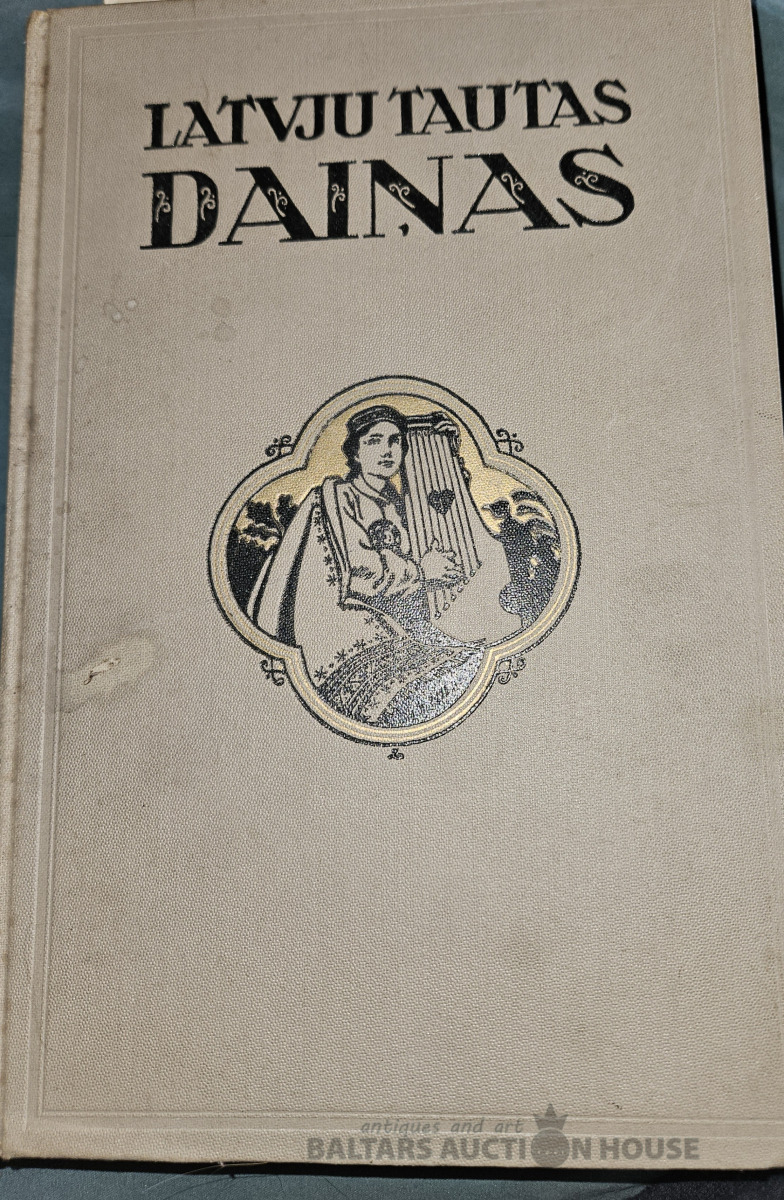 LATVJU TAUTAS
DAIŅAS
antiques and art
BALTARS AUCTION HOUSE